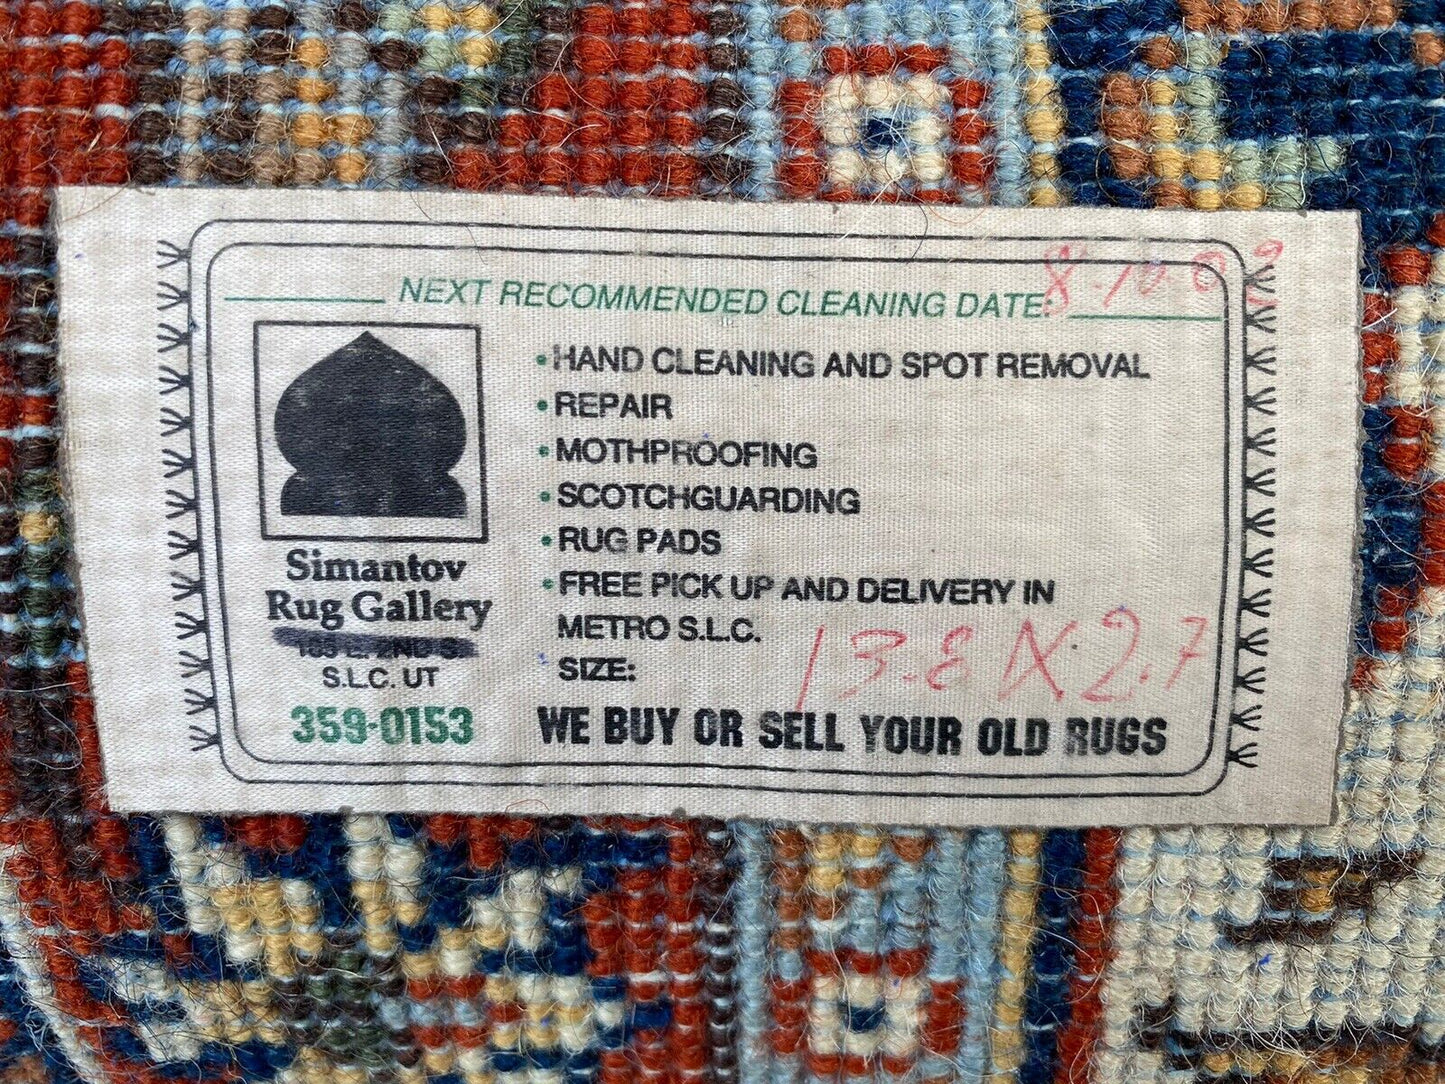 NEXT RECOMMENDED CLEANING DATE: 8.10.09
• HAND CLEANING AND SPOT REMOVAL
• REPAIR
• MOTHPROOFING
• SCOTCHGUARDING
• RUG PADS
• FREE PICK UP AND DELIVERY IN
METRO S.L.C.
SIZE: 13.8 X 2.7
WE BUY OR SELL YOUR OLD RUGS
Simantov
Rug Gallery
S.L.C. UT
359-0153